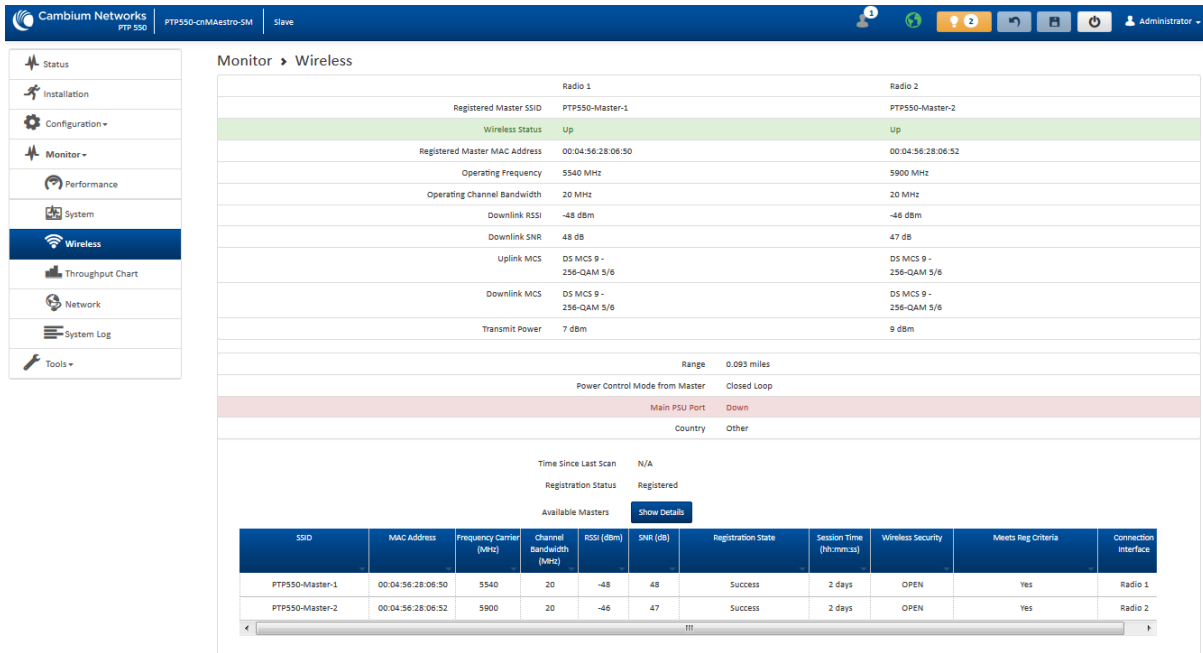 Cambium Networks
PTP 550
PTP550-cnMAestro-SM
Slave
1
2
Administrator
Status
Installation
Configuration
Monitor
Performance
System
Wireless
Throughput Chart
Network
System Log
Tools
Monitor > Wireless
Radio 1 Radio 2
Registered Master SSID PTP550-Master-1 PTP550-Master-2
Wireless Status Up Up
Registered Master MAC Address 00:04:56:28:06:50 00:04:56:28:06:52
Operating Frequency 5540 MHz 5900 MHz
Operating Channel Bandwidth 20 MHz 20 MHz
Downlink RSSI -48 dBm -46 dBm
Downlink SNR 48 dB 47 dB
Uplink MCS DS MCS 9 - DS MCS 9 -
256-QAM 5/6 256-QAM 5/6
Downlink MCS DS MCS 9 - DS MCS 9 -
256-QAM 5/6 256-QAM 5/6
Transmit Power 7 dBm 9 dBm
Range 0.093 miles
Power Control Mode from Master Closed Loop
Main PSU Port Down
Country Other
Time Since Last Scan N/A
Registration Status Registered
Available Masters Show Details
SSID MAC Address Frequency Carrier Channel RSSI (dBm) SNR (dB) Registration State Session Time Wireless Security Meets Reg Criteria Connection
(MHz) Bandwidth (hh:mm:ss) Interface
(MHz)
PTP550-Master-1 00:04:56:28:06:50 5540 20 -48 48 Success 2 days OPEN Yes Radio 1
PTP550-Master-2 00:04:56:28:06:52 5900 20 -46 47 Success 2 days OPEN Yes Radio 2